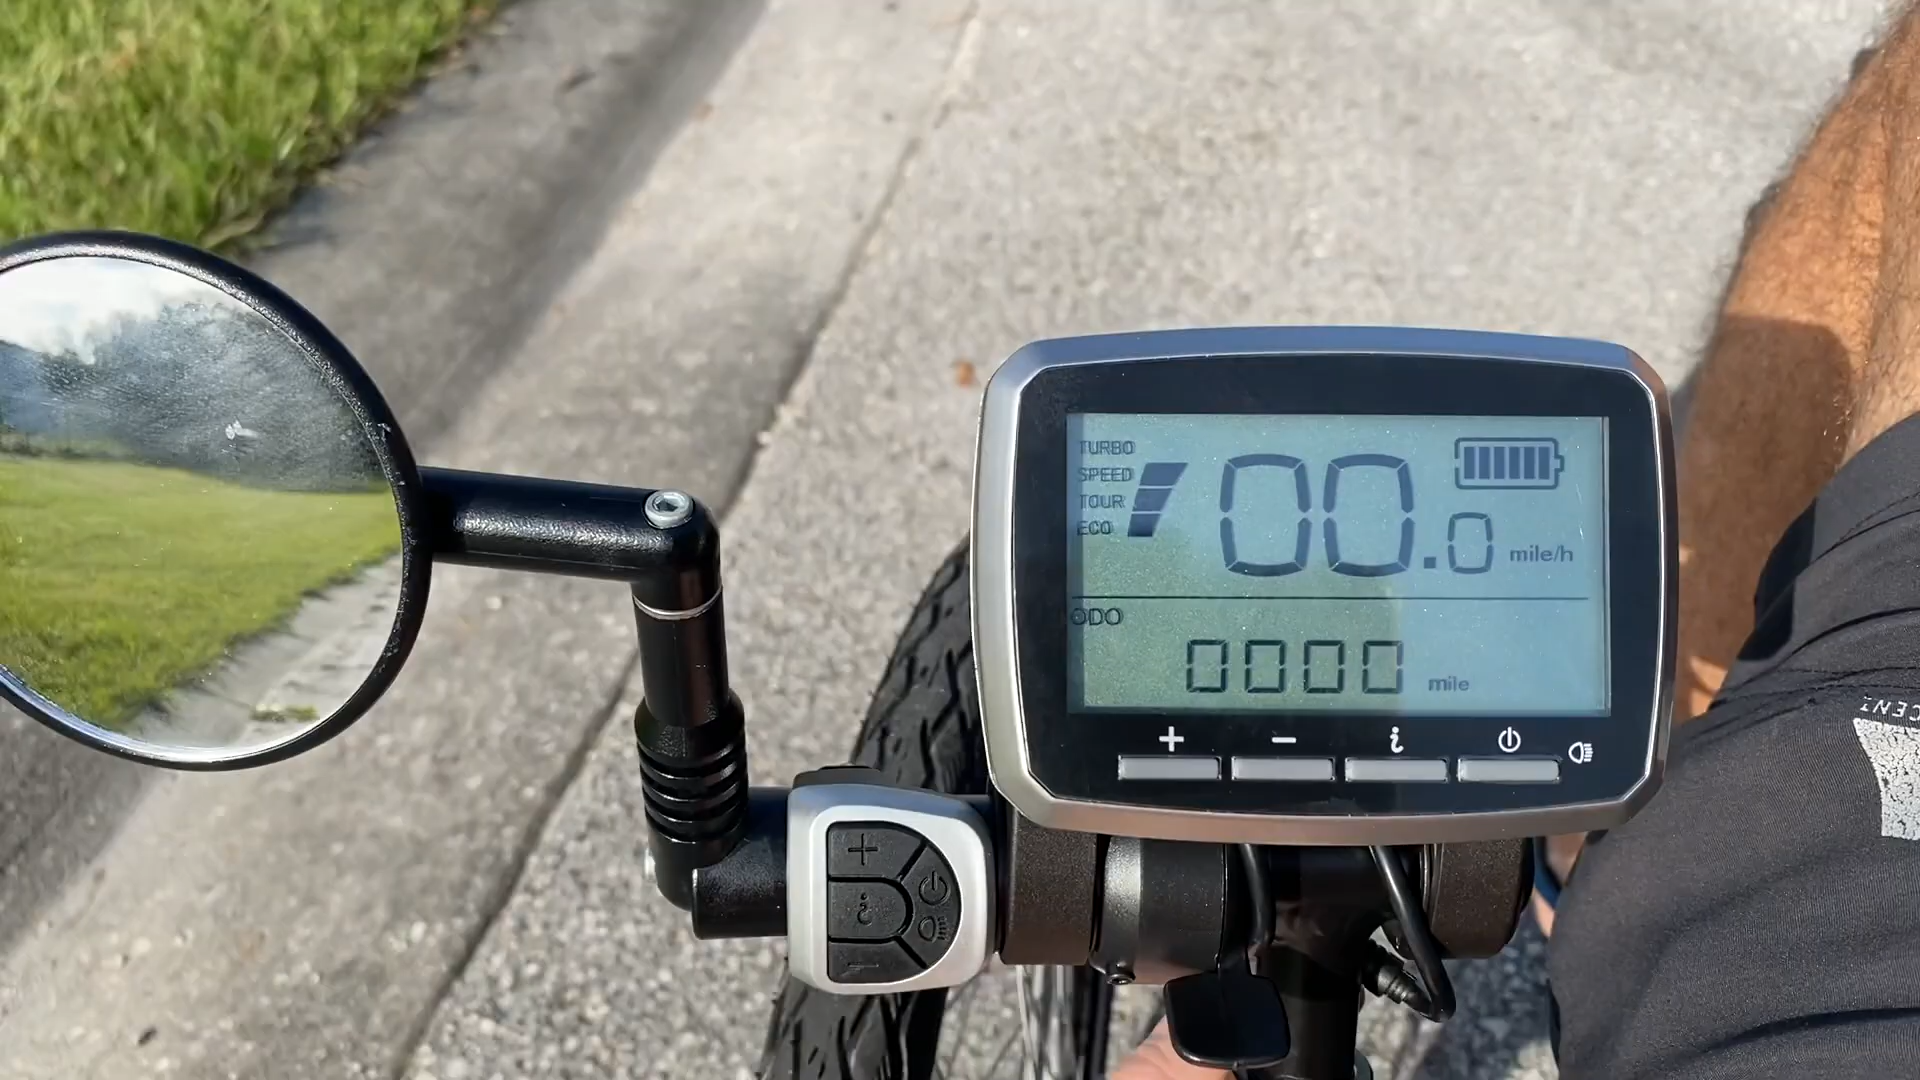 TURBO
SPEED
TOUR
ECO
00.0 mile/h
ODO
0000 mile
+ − i
+
i
−